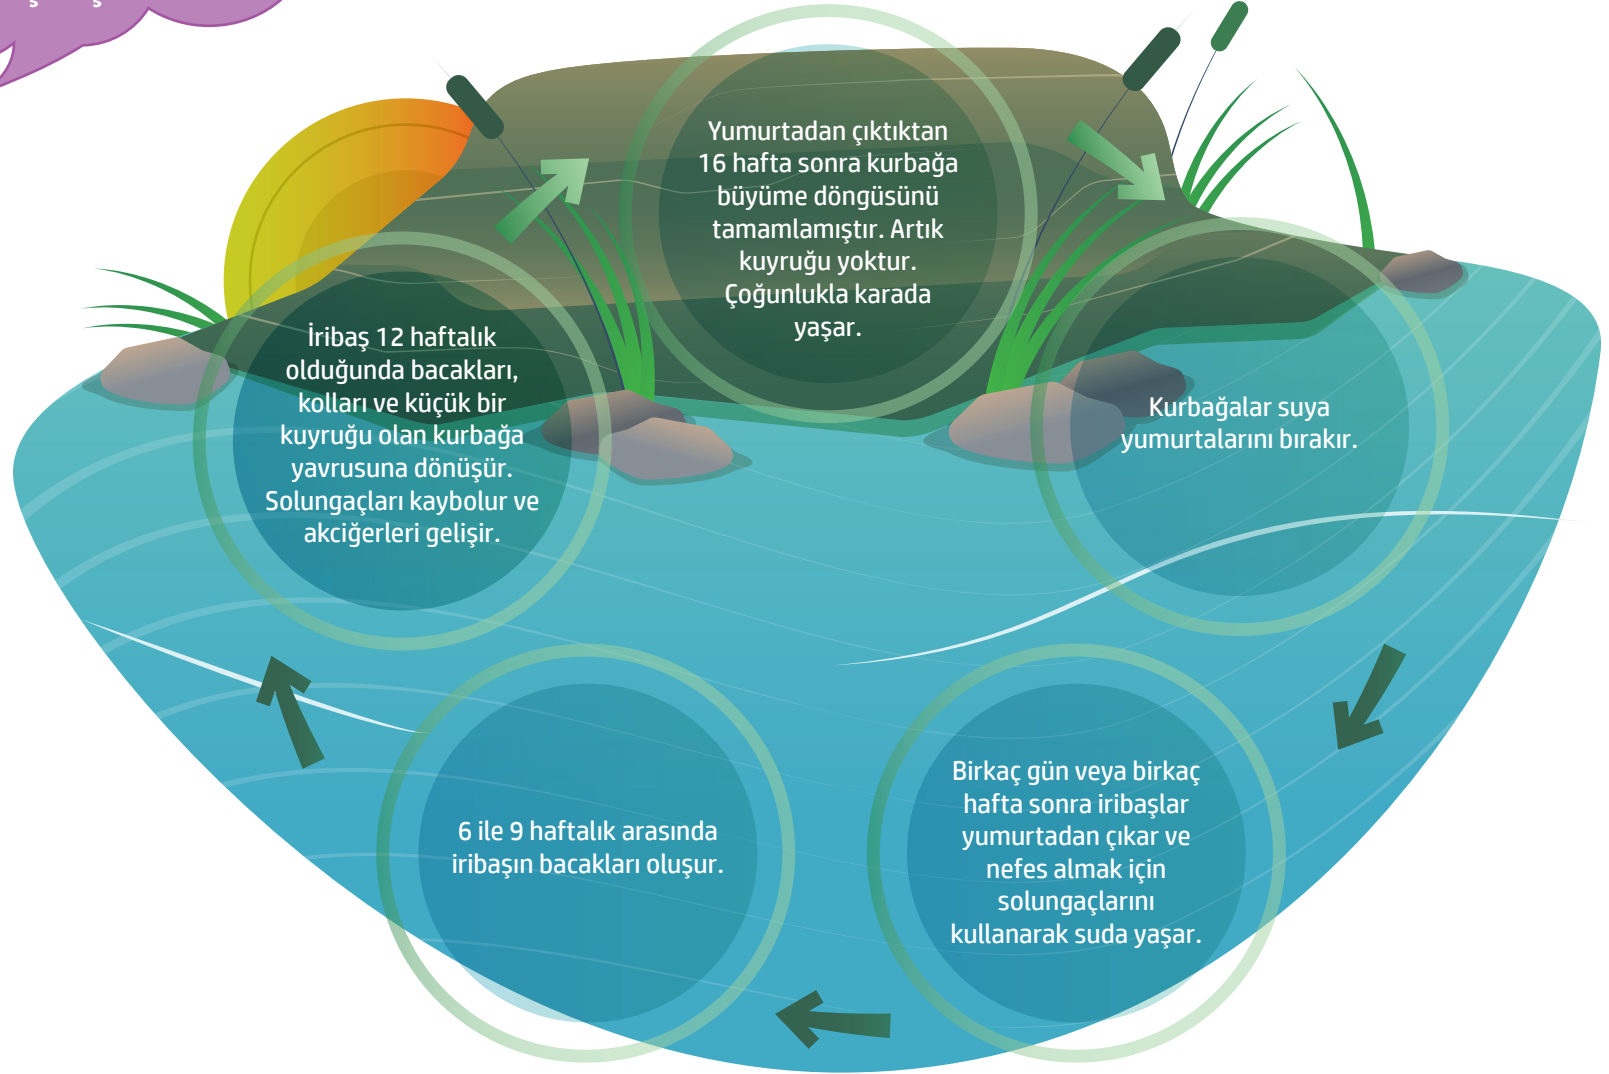 Yumurtadan çıktıktan
16 hafta sonra kurbağa
büyüme döngüsünü
tamamlamıştır. Artık
kuyruğu yoktur.
Çoğunlukla karada
yaşar.
İribaş 12 haftalık
olduğunda bacakları,
kolları ve küçük bir
kuyruğu olan kurbağa
yavrusuna dönüşür.
Solungaçları kaybolur ve
akciğerleri gelişir.
Kurbağalar suya
yumurtalarını bırakır.
Birkaç gün veya birkaç
hafta sonra iribaşlar
yumurtadan çıkar ve
nefes almak için
solungaçlarını
kullanarak suda yaşar.
6 ile 9 haftalık arasında
iribaşın bacakları oluşur.